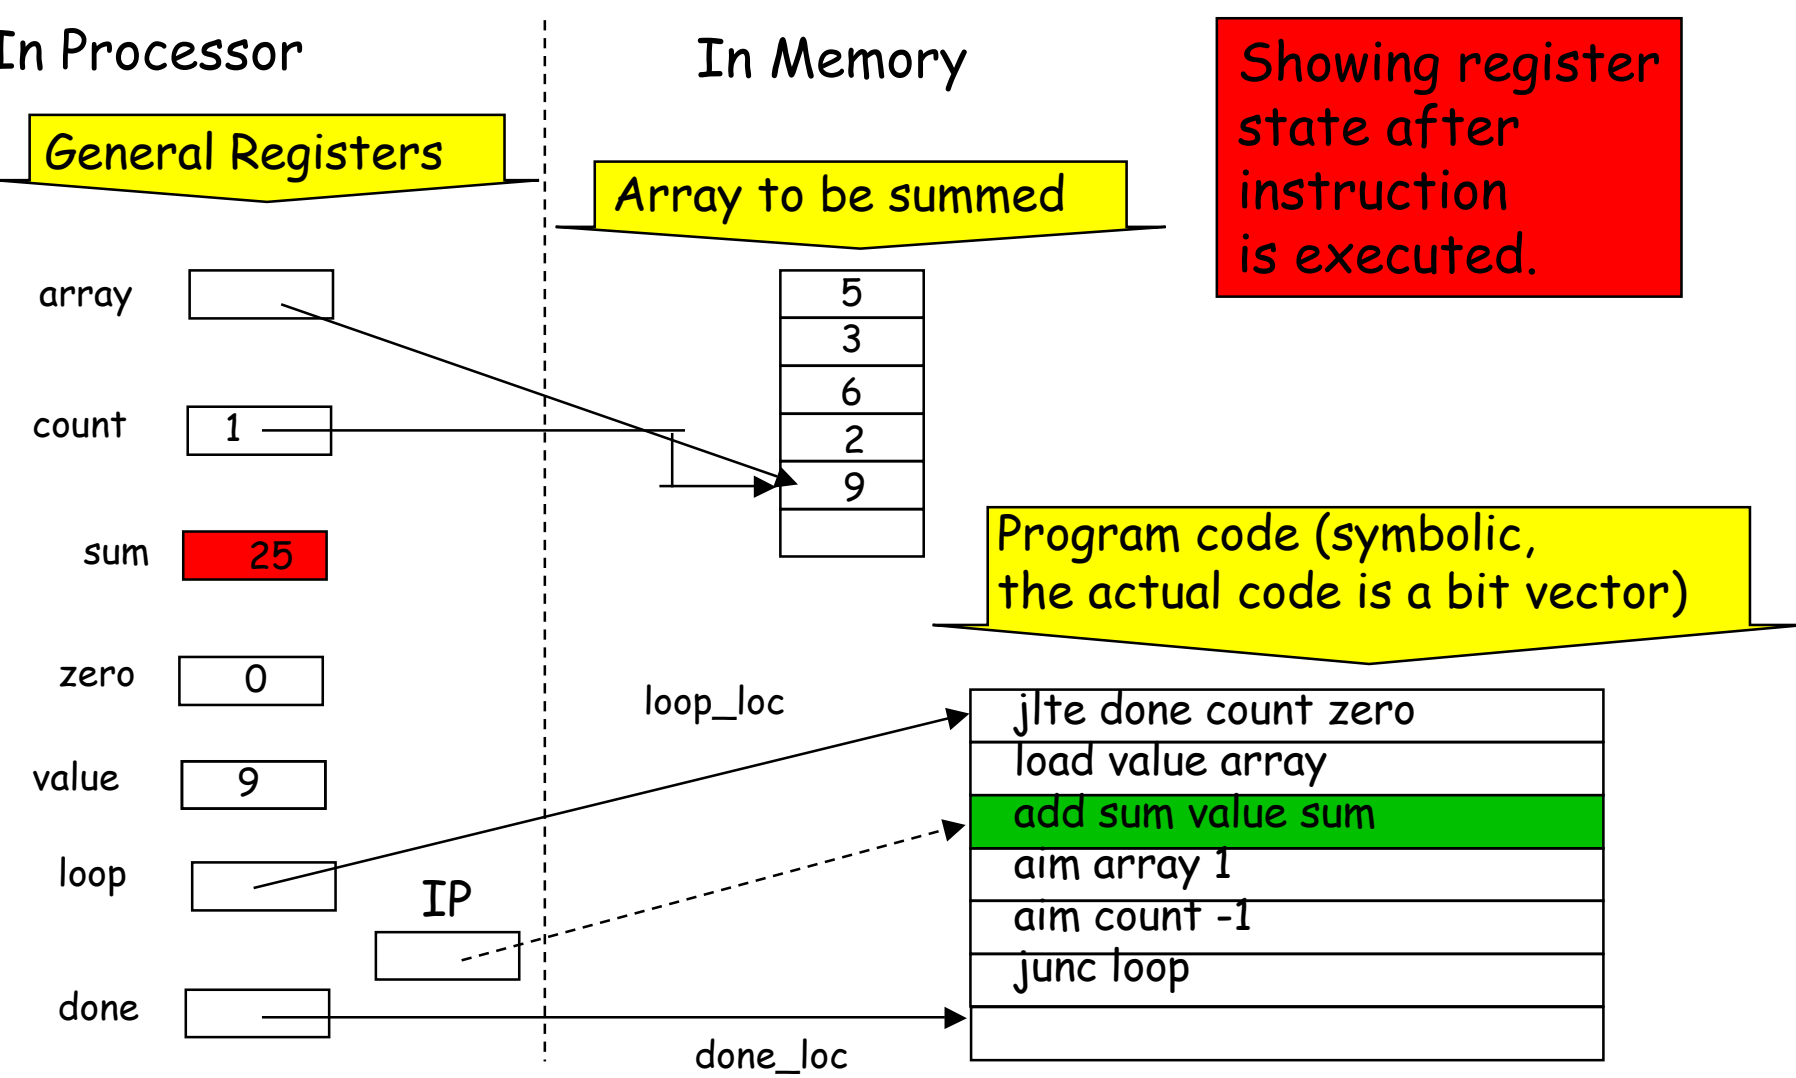 In Processor
In Memory
Showing register
state after
instruction
is executed.
General Registers
Array to be summed
array
5
3
6
2
9
count 1
sum 25
Program code (symbolic,
the actual code is a bit vector)
zero 0
loop_loc
value 9
jlte done count zero
load value array
add sum value sum
aim array 1
aim count -1
junc loop
loop
IP
done
done_loc